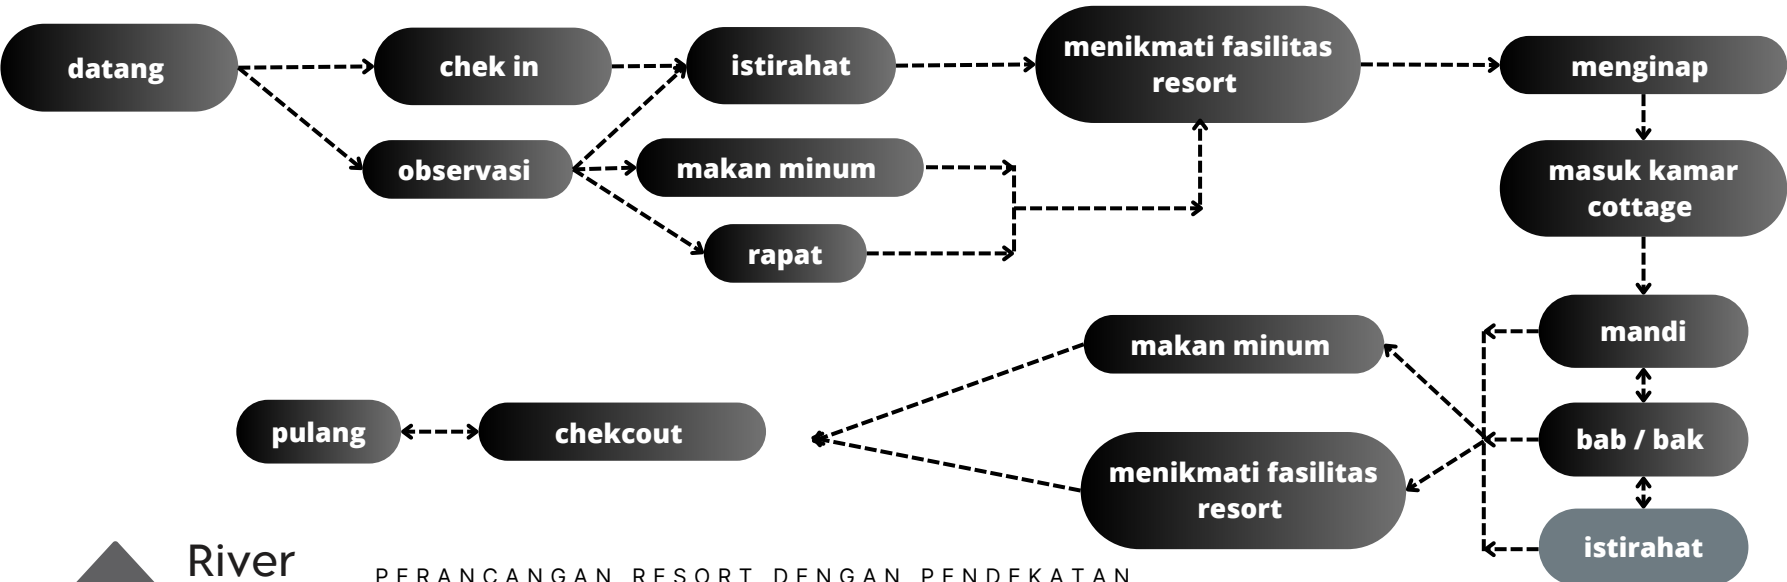 datang
chek in
istirahat
menikmati fasilitas
resort
menginap
observasi
makan minum
rapat
masuk kamar
cottage
mandi
makan minum
bab / bak
menikmati fasilitas
resort
istirahat
chekcout
pulang
River
PERANCANGAN RESORT DENGAN PENDEKATAN